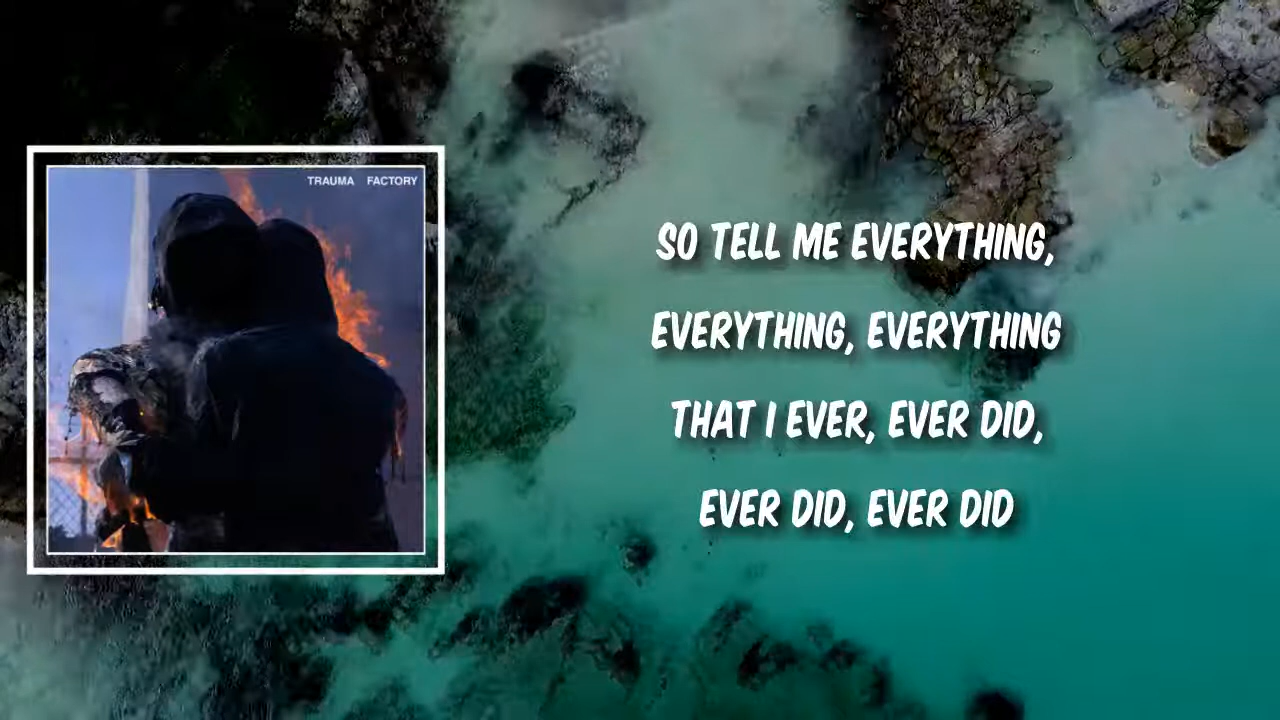 TRAUMA FACTORY
SO TELL ME EVERYTHING,
EVERYTHING, EVERYTHING
THAT I EVER, EVER DID,
EVER DID, EVER DID